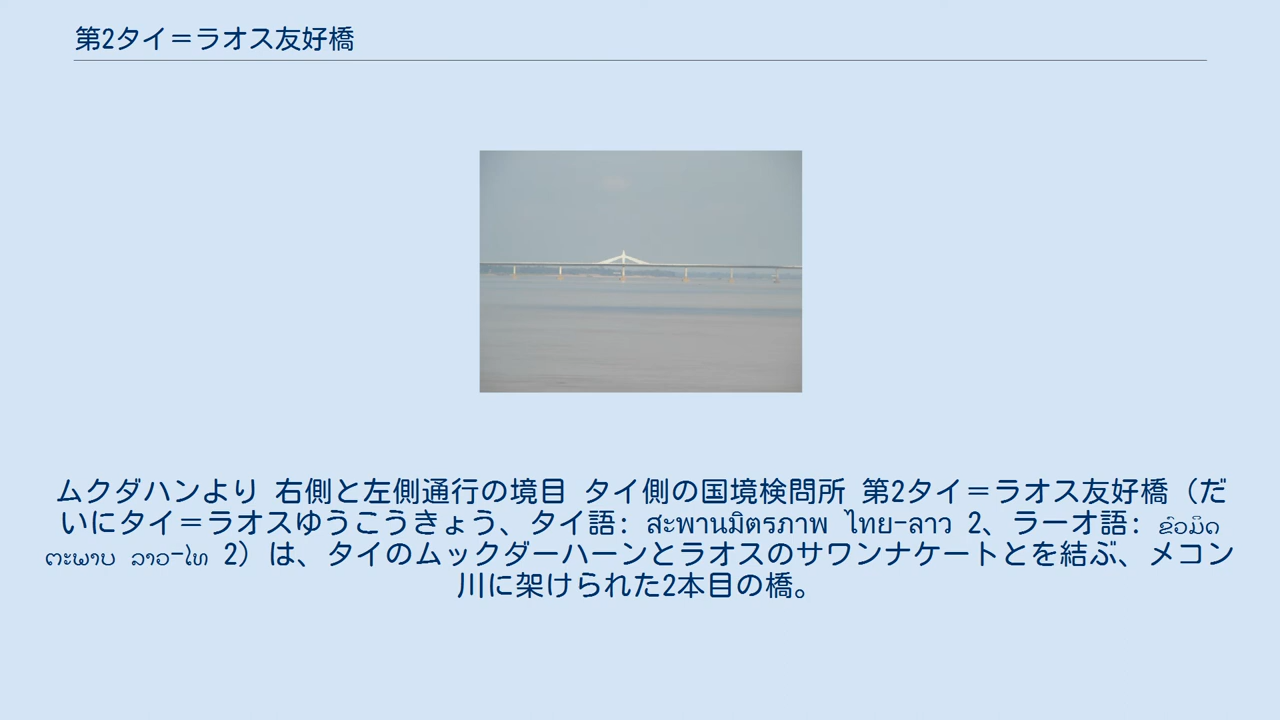 第2タイ＝ラオス友好橋
ムクダハンより 右側と左側通行の境目 タイ側の国境検問所 第2タイ＝ラオス友好橋（だ
いにタイ＝ラオスゆうこうきょう、タイ語: สะพานมิตรภาพ ไทย-ลาว 2、ラーオ語: ຂົວມິດ
ຕະພາບ ລາວ-ໄທ 2）は、タイのムックダーハーンとラオスのサワンナケートとを結ぶ、メコン
川に架けられた2本目の橋。